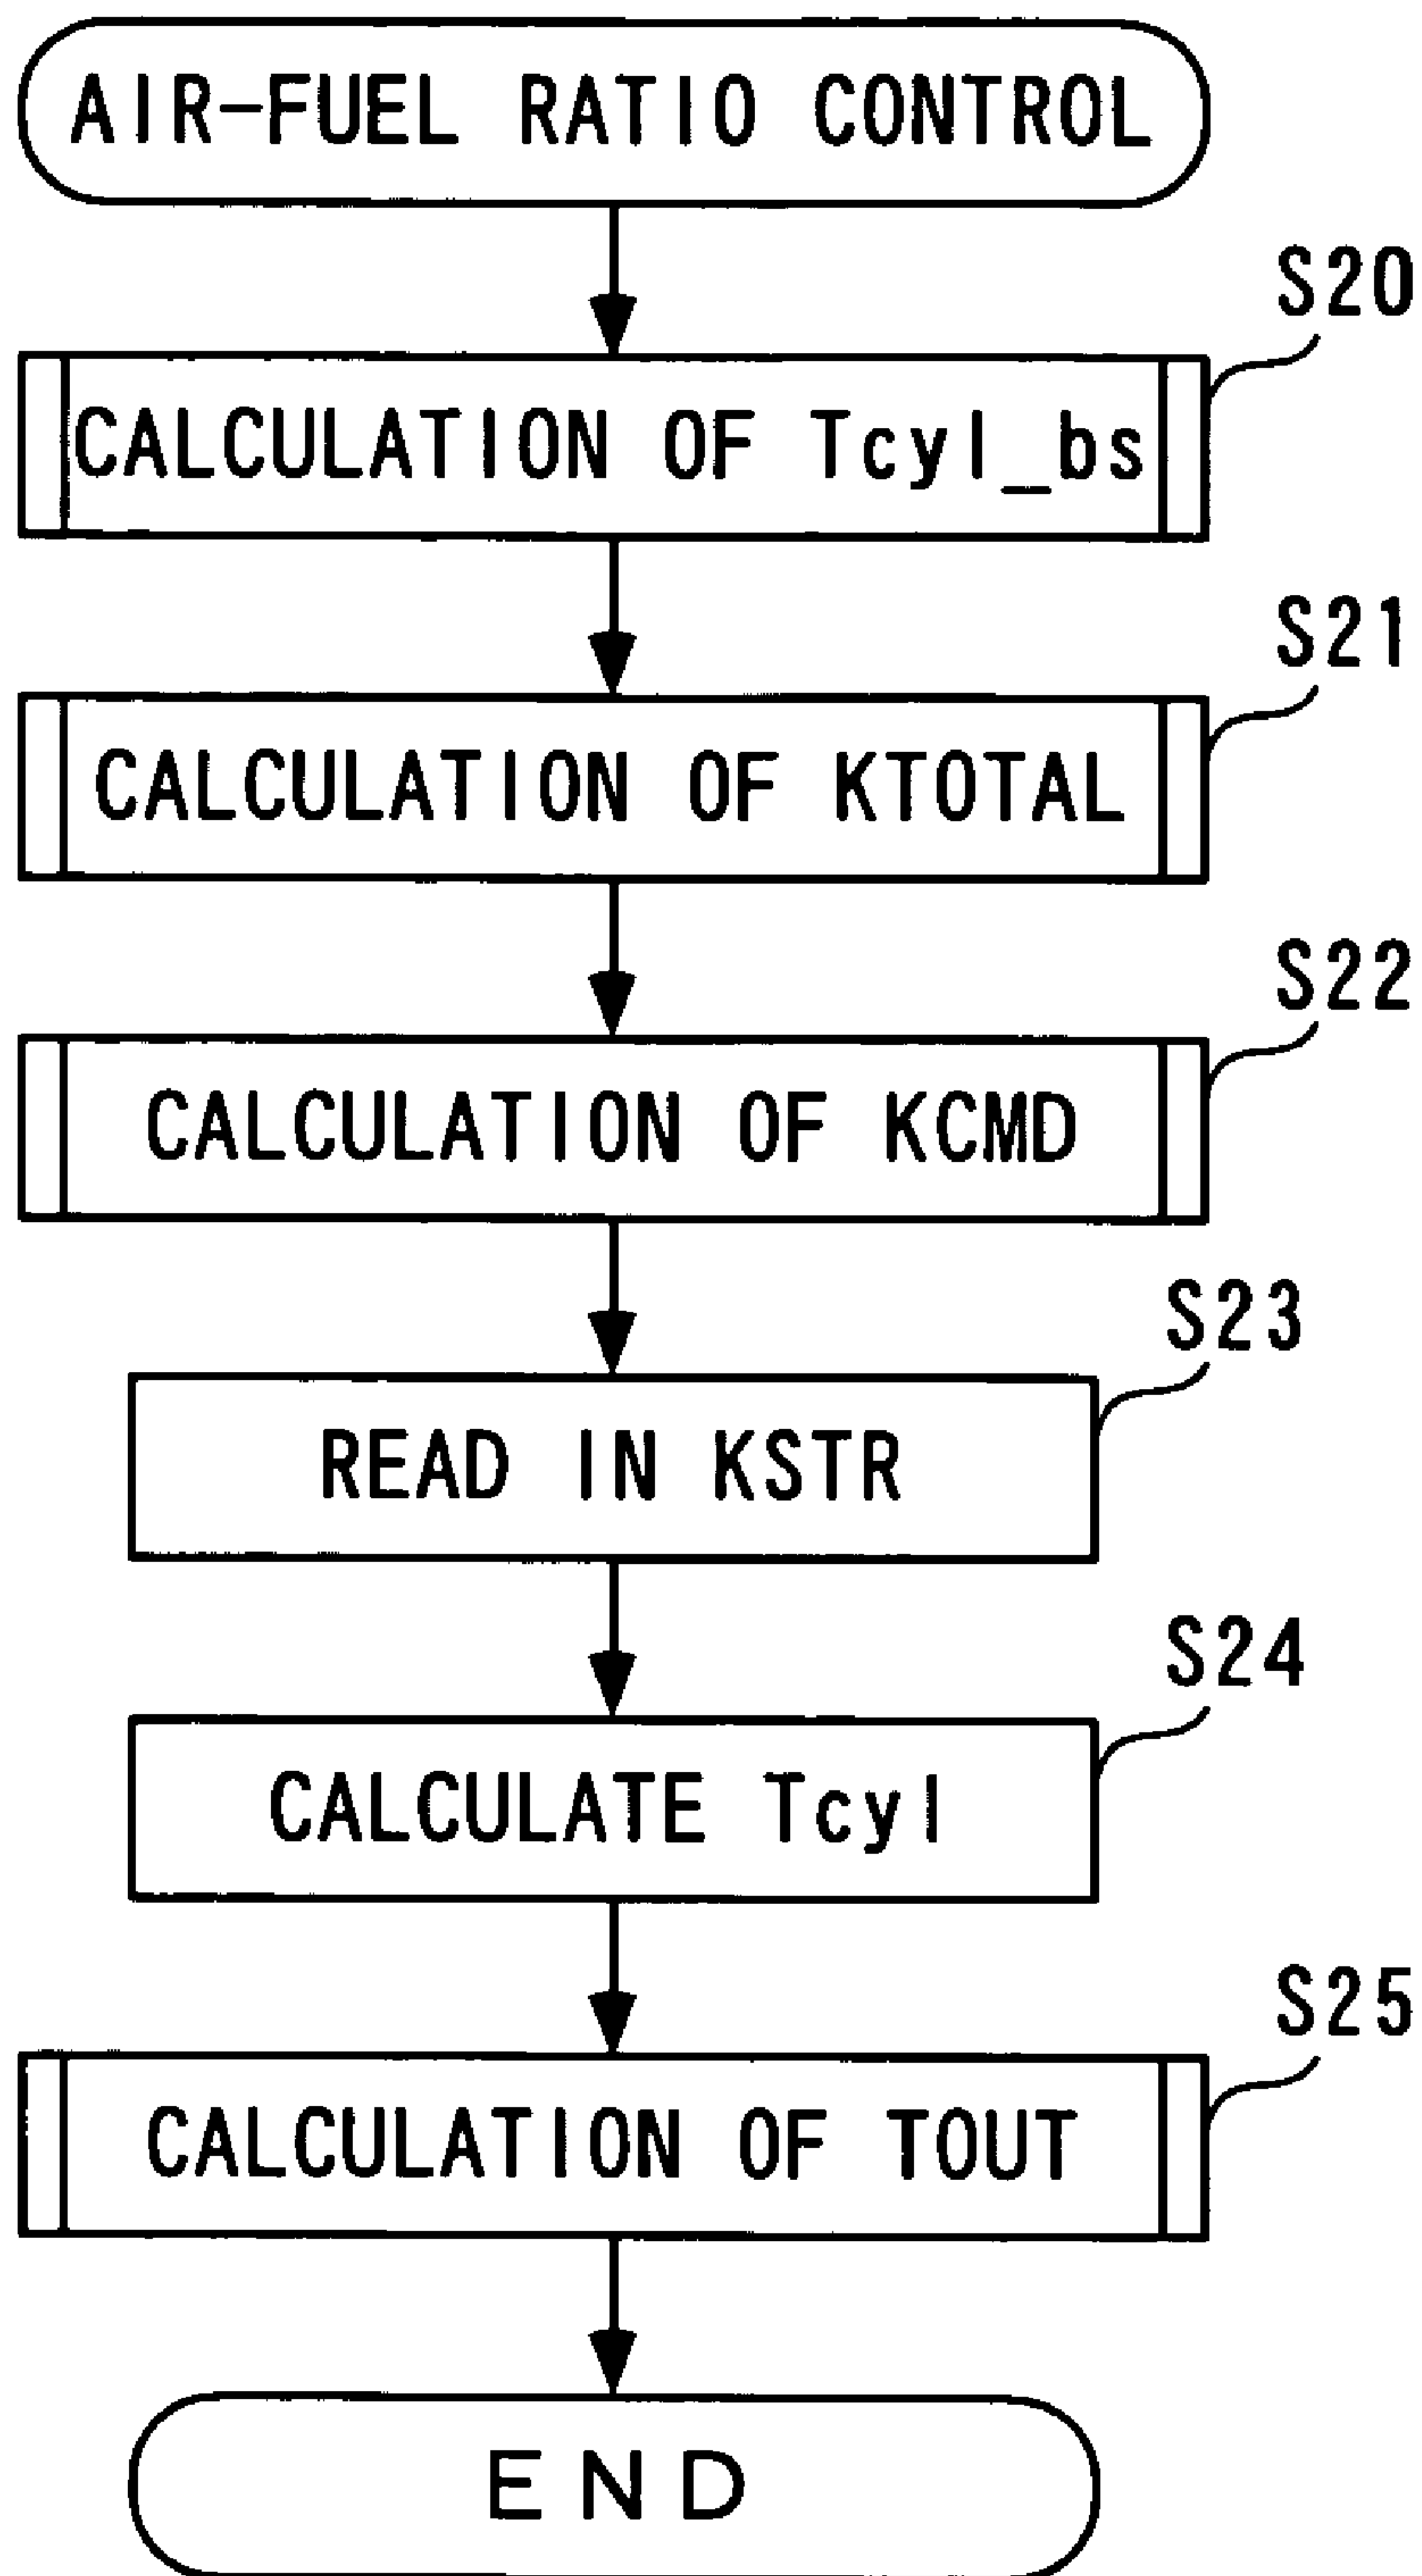 AIR-FUEL RATIO CONTROL
S20
CALCULATION OF Tcyl_bs
S21
CALCULATION OF KTOTAL
S22
CALCULATION OF KCMD
S23
READ IN KSTR
S24
CALCULATE Tcyl
S25
CALCULATION OF TOUT
END